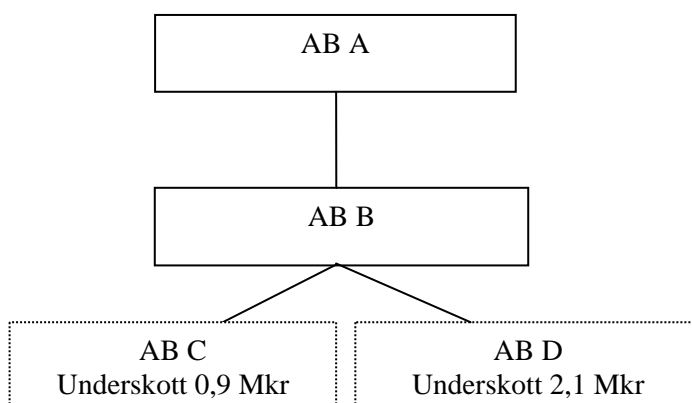 AB A
AB B
AB C
Underskott 0,9 Mkr
AB D
Underskott 2,1 Mkr